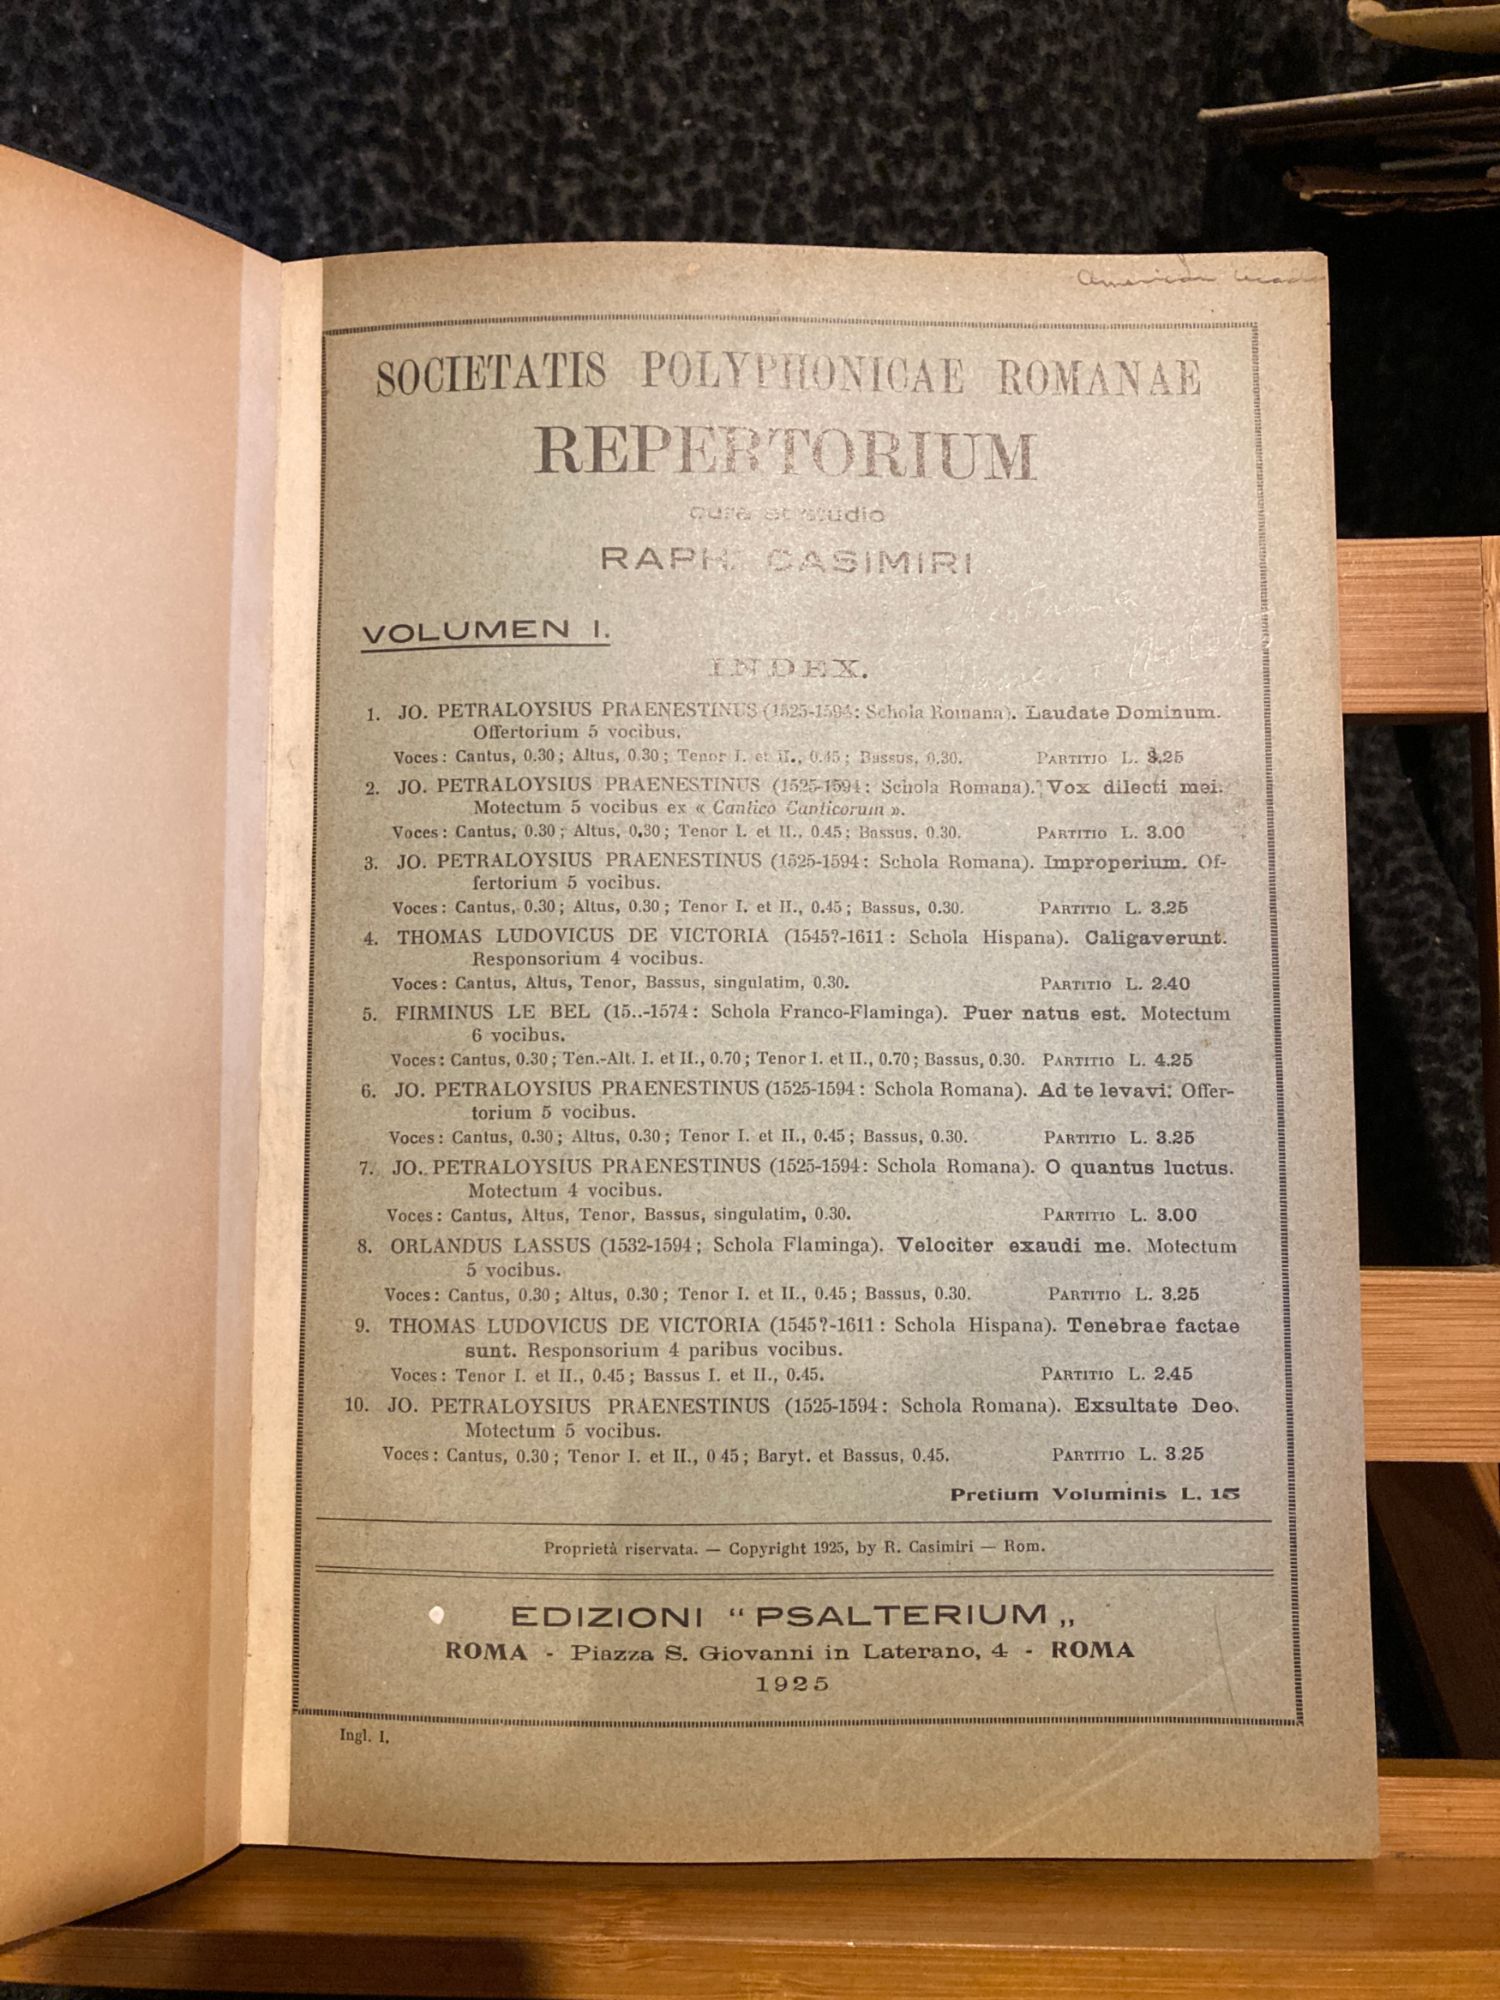 American
SOCIETATIS POLYPHONICAE ROMANAE
REPERTORIUM
cura et studio
RAPH. CASIMIRI
VOLUMEN I.
INDEX.
1. JO. PETRALOYSIUS PRAENESTINUS (1525-1594: Schola Romana). Laudate Dominum.
Offertorium 5 vocibus.
Voces: Cantus, 0.30; Altus, 0.30; Tenor I. et II., 0.45; Bassus, 0.30. PARTITIO L. 3.25
2. JO. PETRALOYSIUS PRAENESTINUS (1525-1594: Schola Romana). Vox dilecti mei.
Motectum 5 vocibus ex « Cantico Canticorum ».
Voces: Cantus, 0.30; Altus, 0.30; Tenor I. et II., 0.45; Bassus, 0.30. PARTITIO L. 3.00
3. JO. PETRALOYSIUS PRAENESTINUS (1525-1594: Schola Romana). Improperium. Of-
fertorium 5 vocibus.
Voces: Cantus, 0.30; Altus, 0.30; Tenor I. et II., 0.45; Bassus, 0.30. PARTITIO L. 3.25
4. THOMAS LUDOVICUS DE VICTORIA (1545?-1611: Schola Hispana). Caligaverunt.
Responsorium 4 vocibus.
Voces: Cantus, Altus, Tenor, Bassus, singulatim, 0.30. PARTITIO L. 2.40
5. FIRMINUS LE BEL (15..-1574: Schola Franco-Flaminga). Puer natus est. Motectum
6 vocibus.
Voces: Cantus, 0.30; Ten.-Alt. I. et II., 0.70; Tenor I. et II., 0.70; Bassus, 0.30. PARTITIO L. 4.25
6. JO. PETRALOYSIUS PRAENESTINUS (1525-1594: Schola Romana). Ad te levavi. Offer-
torium 5 vocibus.
Voces: Cantus, 0.30; Altus, 0.30; Tenor I. et II., 0.45; Bassus, 0.30. PARTITIO L. 3.25
7. JO. PETRALOYSIUS PRAENESTINUS (1525-1594: Schola Romana). O quantus luctus.
Motectum 4 vocibus.
Voces: Cantus, Altus, Tenor, Bassus, singulatim, 0.30. PARTITIO L. 3.00
8. ORLANDUS LASSUS (1532-1594; Schola Flaminga). Velociter exaudi me. Motectum
5 vocibus.
Voces: Cantus, 0.30; Altus, 0.30; Tenor I. et II., 0.45; Bassus, 0.30. PARTITIO L. 3.25
9. THOMAS LUDOVICUS DE VICTORIA (1545?-1611: Schola Hispana). Tenebrae factae
sunt. Responsorium 4 paribus vocibus.
Voces: Tenor I. et II., 0.45; Bassus I. et II., 0.45. PARTITIO L. 2.45
10. JO. PETRALOYSIUS PRAENESTINUS (1525-1594: Schola Romana). Exsultate Deo.
Motectum 5 vocibus.
Voces: Cantus, 0.30; Tenor I. et II., 0 45; Baryt. et Bassus, 0.45. PARTITIO L. 3.25
Pretium Voluminis L. 15
Proprietà riservata. — Copyright 1925, by R. Casimiri — Rom.
EDIZIONI “ PSALTERIUM „
ROMA - Piazza S. Giovanni in Laterano, 4 - ROMA
1925
Ingl. I.